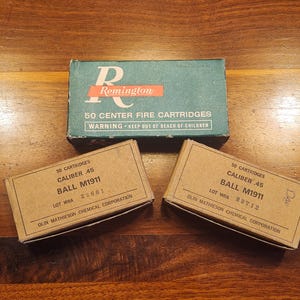 R
Remington
50 CENTER FIRE CARTRIDGES
WARNING - KEEP OUT OF REACH OF CHILDREN
50 CARTRIDGES
CALIBER .45
BALL M1911
LOT WRA
OLIN MATHIESON CHEMICAL CORPORATION
50 CARTRIDGES
CALIBER .45
BALL M1911
LOT WRA
OLIN MATHIESON CHEMICAL CORPORATION